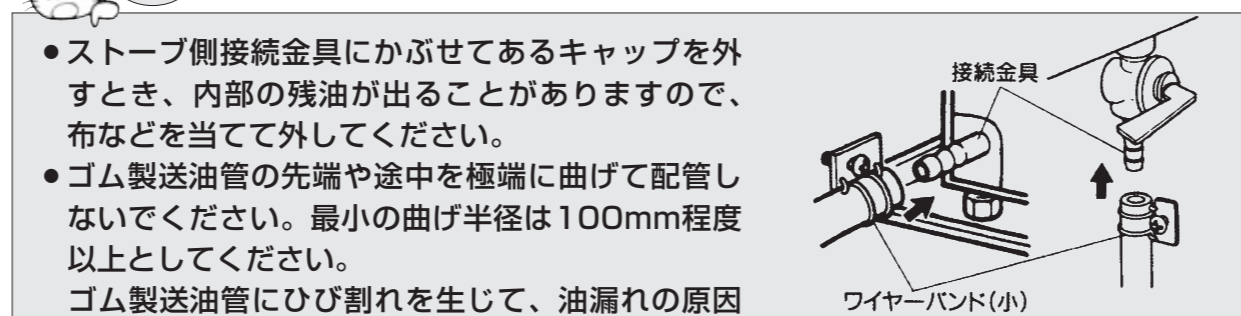 ●ストーブ側接続金具にかぶせてあるキャップを外
すとき、内部の残油が出ることがありますので、
布などを当てて外してください。
●ゴム製送油管の先端や途中を極端に曲げて配管し
ないでください。最小の曲げ半径は100mm程度
以上としてください。
ゴム製送油管にひび割れを生じて、油漏れの原因
接続金具
ワイヤーバンド(小)